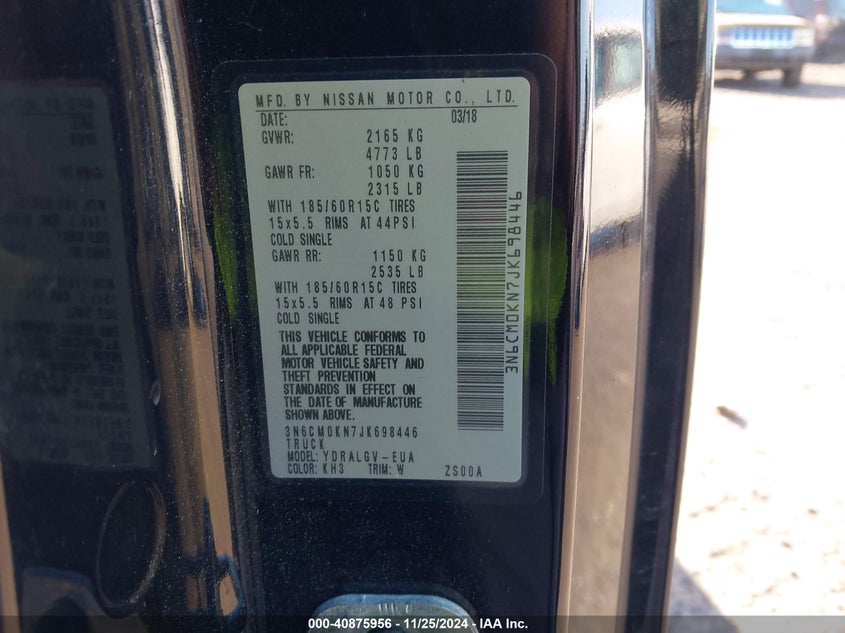 MFD. BY NISSAN MOTOR CO., LTD.
DATE: 03/18
GVWR: 2165 KG
4773 LB
GAWR FR: 1050 KG
2315 LB
WITH 185/60R15C TIRES
15x5.5 RIMS AT 44PSI
COLD SINGLE
GAWR RR: 1150 KG
2535 LB
WITH 185/60R15C TIRES
15x5.5 RIMS AT 48 PSI
COLD SINGLE
THIS VEHICLE CONFORMS TO
ALL APPLICABLE FEDERAL
MOTOR VEHICLE SAFETY AND
THEFT PREVENTION
STANDARDS IN EFFECT ON
THE DATE OF MANUFACTURE
SHOWN ABOVE.
3N6CM0KN7JK698446
TRUCK
MODEL: YDRALGV-EUA
COLOR: KH3 TRIM: W ZS00A
3N6CM0KN7JK698446
000-40875956 - 11/25/2024 - IAA Inc.